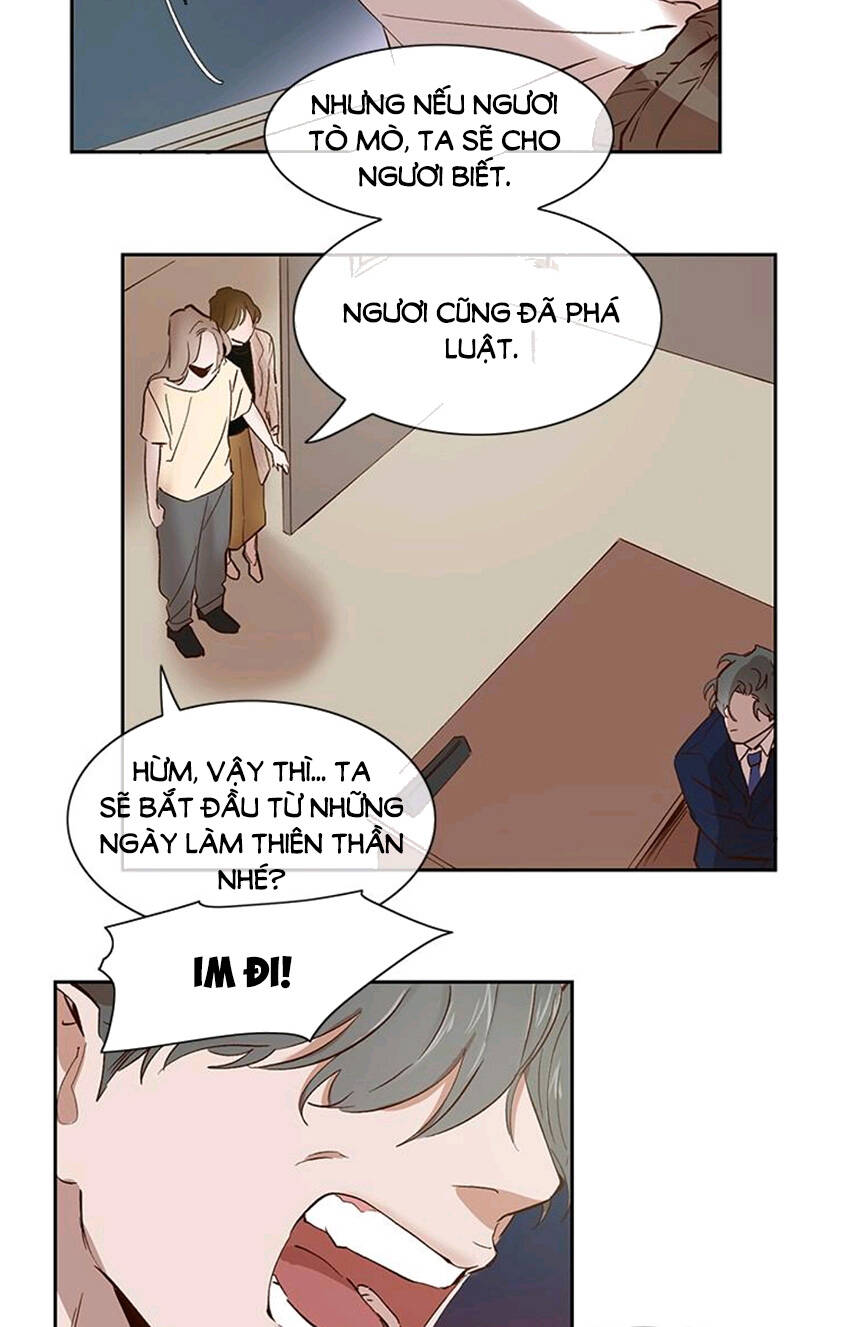 NHƯNG NẾU NGƯƠI
TÒ MÒ, TA SẼ CHO
NGƯƠI BIẾT.
NGƯƠI CŨNG ĐÃ PHÁ
LUẬT.
HỪM, VẬY THÌ... TA
SẼ BẮT ĐẦU TỪ NHỮNG
NGÀY LÀM THIÊN THẦN
NHÉ?
IM ĐI!